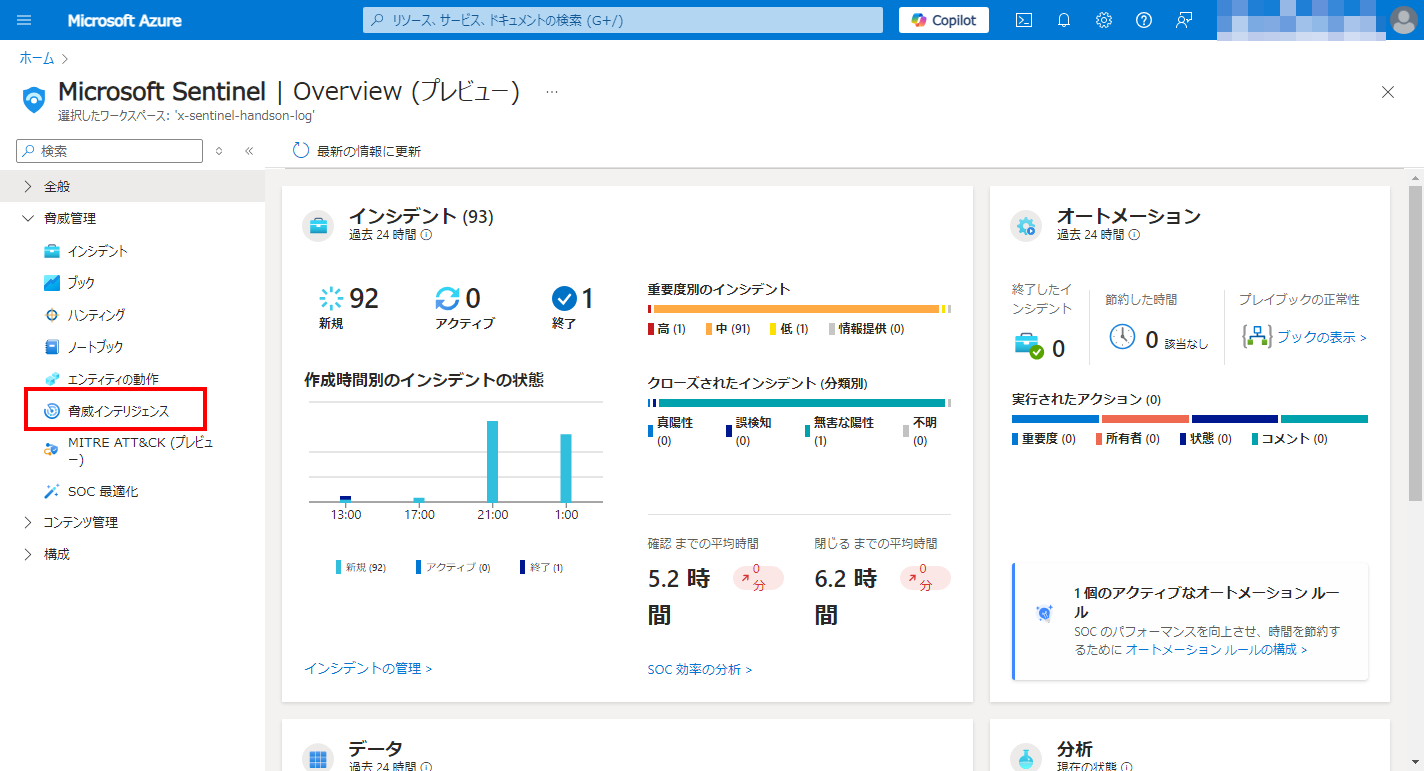 Microsoft Azure
リソース、サービス、ドキュメントの検索 (G+/)
Copilot
ホーム
Microsoft Sentinel | Overview (プレビュー)
選択したワークスペース: 'x-sentinel-handson-log'
検索
最新の情報に更新
全般
脅威管理
インシデント
ブック
ハンティング
ノートブック
エンティティの動作
脅威インテリジェンス
MITRE ATT&CK (プレビュ
ー)
SOC 最適化
コンテンツ管理
構成
インシデント (93)
過去 24 時間
92
新規
0
アクティブ
1
終了
重要度別のインシデント
高 (1) 中 (91) 低 (1) 情報提供 (0)
作成時間別のインシデントの状態
13:00 17:00 21:00 1:00
新規 (92) アクティブ (0) 終了 (1)
クローズされたインシデント (分類別)
真陽性 (0)
誤検知 (0)
無害な陽性 (1)
不明 (0)
確認 までの平均時間
5.2 時
間
0
分
閉じる までの平均時間
6.2 時
間
0
分
インシデントの管理 >
SOC 効率の分析 >
オートメーション
過去 24 時間
終了したイ
ンシデント
0
節約した時間
0 該当なし
プレイブックの正常性
ブックの表示 >
実行されたアクション (0)
重要度 (0) 所有者 (0) 状態 (0) コメント (0)
1 個のアクティブなオートメーション ルー
ル
SOC のパフォーマンスを向上させ、時間を節約す
るために オートメーション ルールの構成 >
データ
過去 24 時間
分析
現在の状態